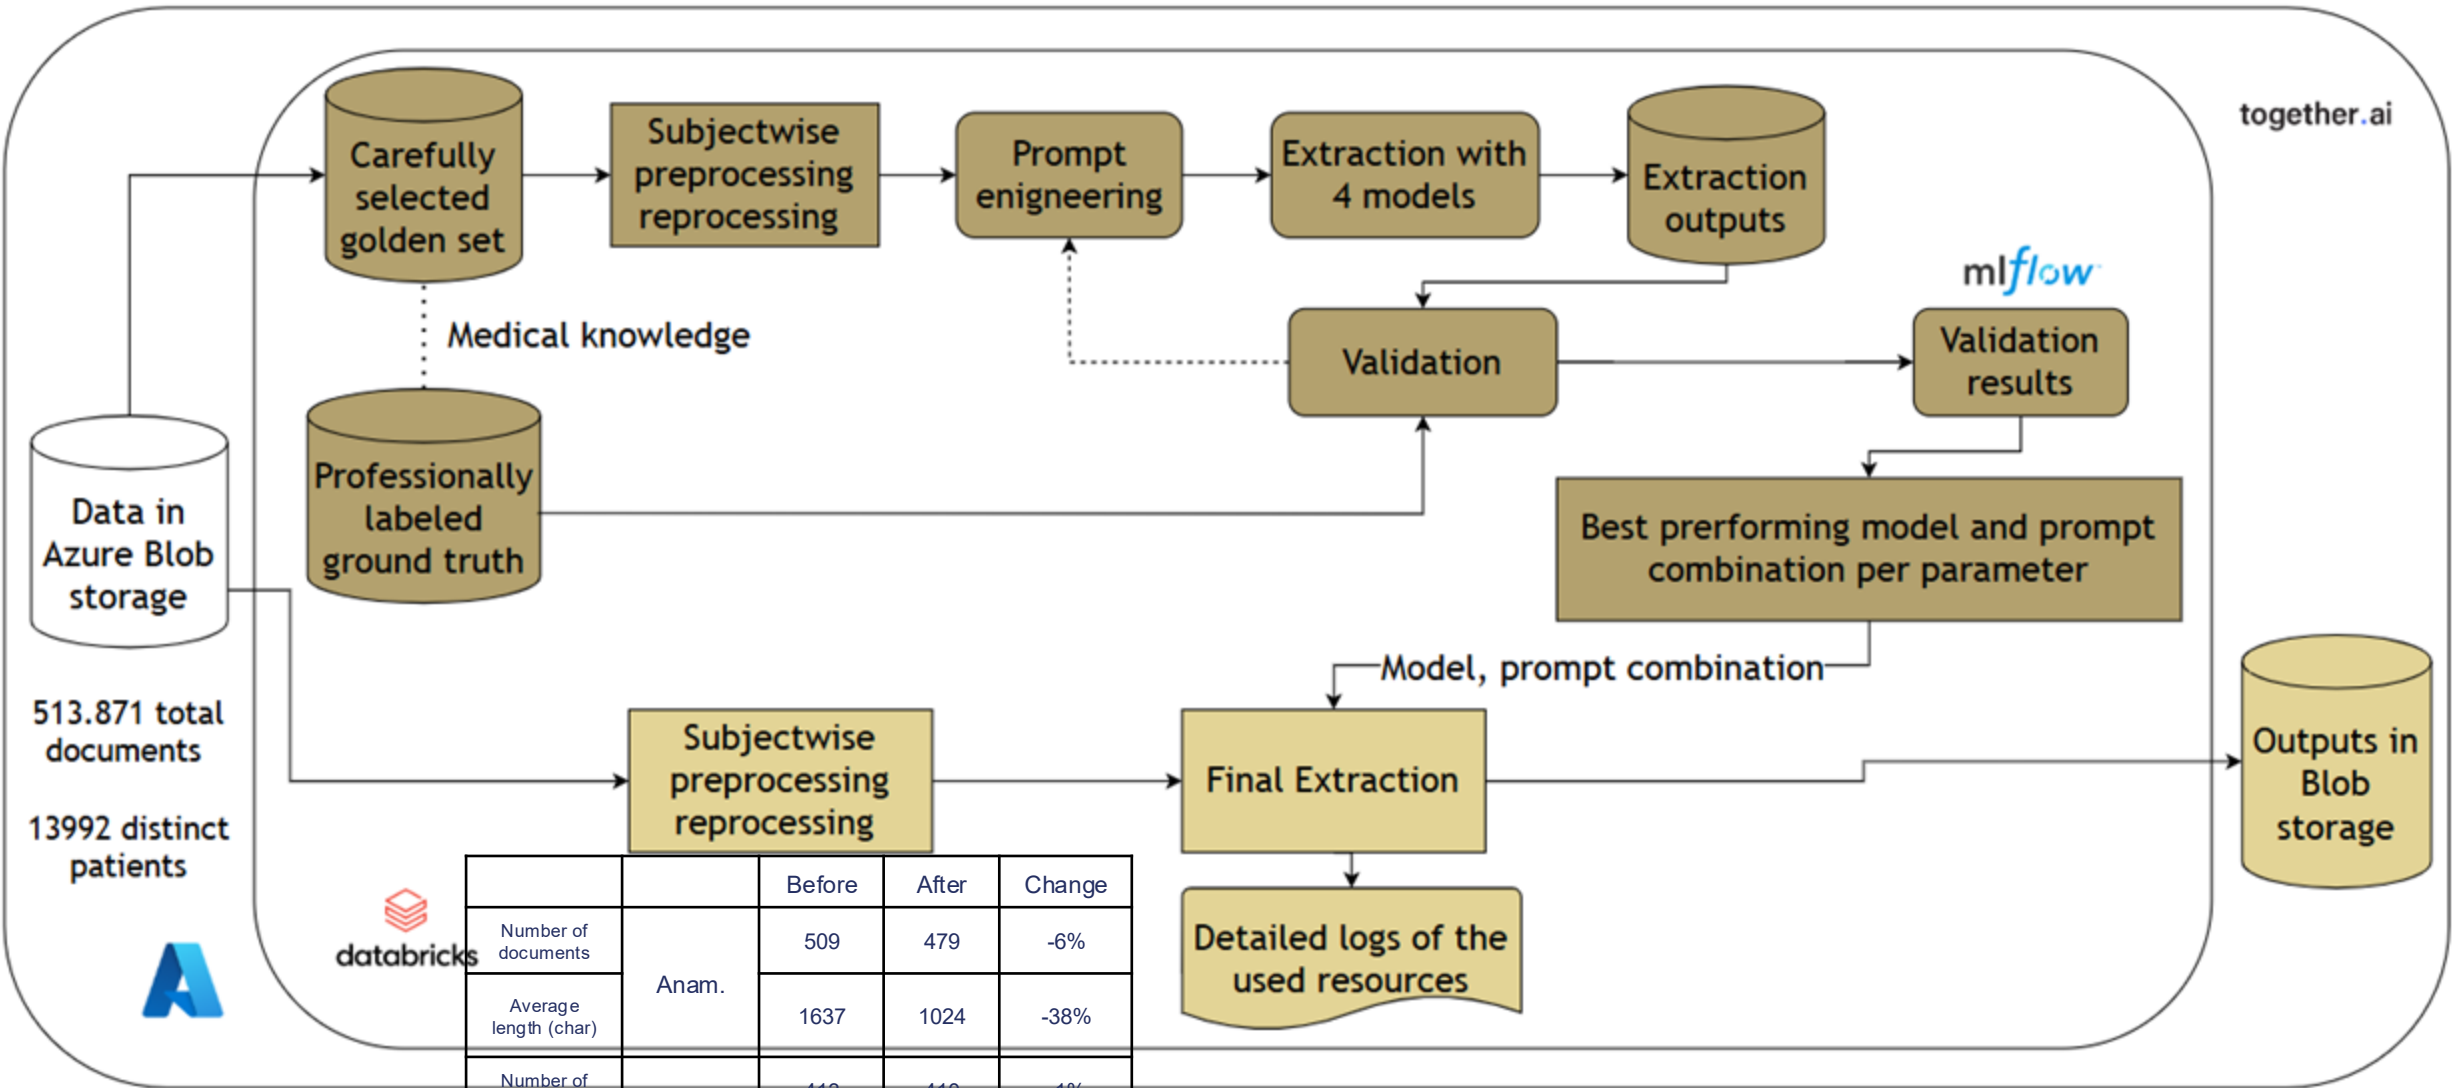 together.ai
Carefully
selected
golden set
Subjectwise
preprocessing
reprocessing
Prompt
enigneering
Extraction with
4 models
Extraction
outputs
mlflow
Medical knowledge
Validation
Validation
results
Professionally
labeled
ground truth
Data in
Azure Blob
storage
Best prerforming model and prompt
combination per parameter
Model, prompt combination
513.871 total
documents
13992 distinct
patients
Subjectwise
preprocessing
reprocessing
Final Extraction
Outputs in
Blob
storage
Detailed logs of the
used resources
databricks
Before After Change
Number of
documents
Anam.
509 479 -6%
Average
length (char)
1637 1024 -38%
Number of